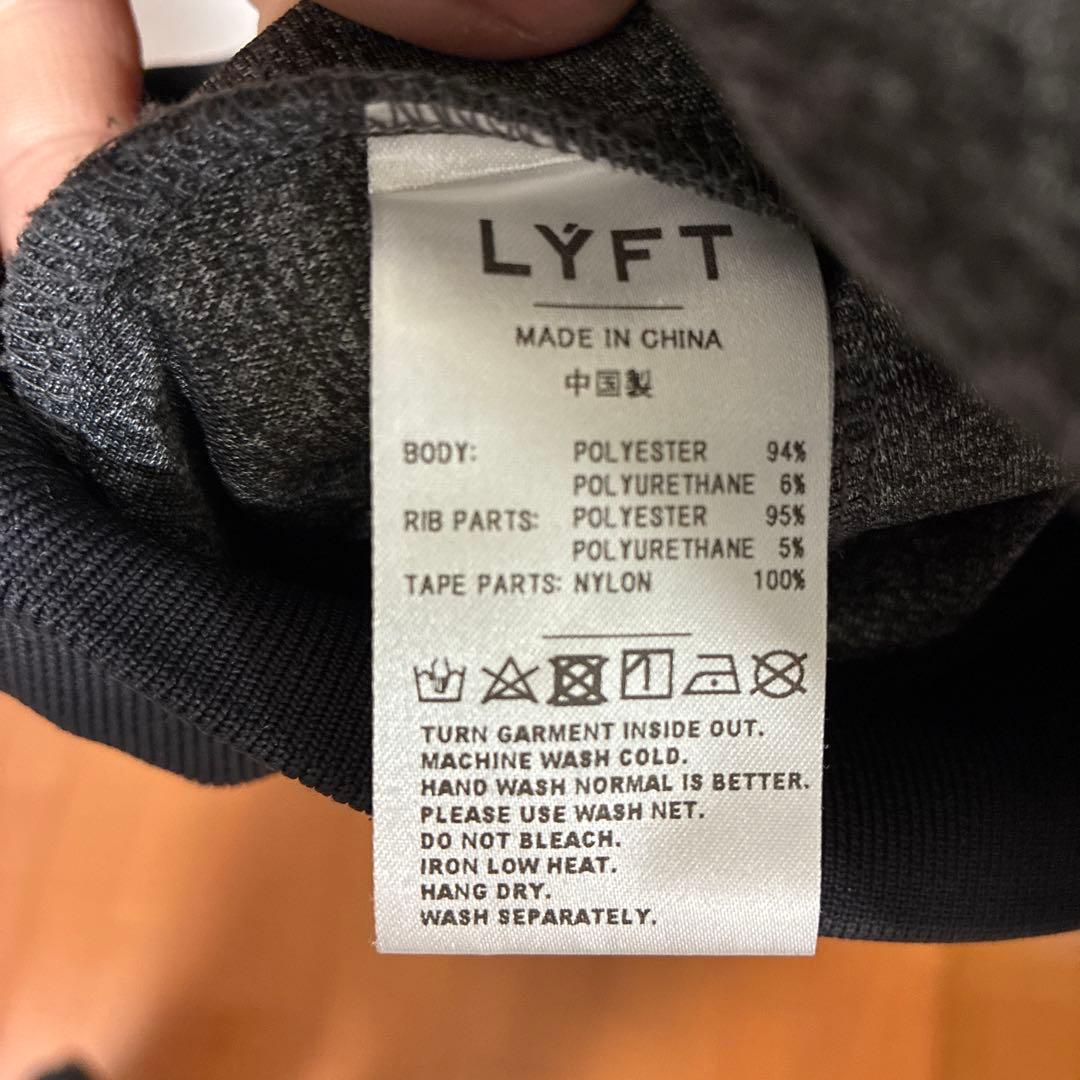 LÝFT
MADE IN CHINA
中国製
BODY: POLYESTER 94%
POLYURETHANE 6%
RIB PARTS: POLYESTER 95%
POLYURETHANE 5%
TAPE PARTS: NYLON 100%
TURN GARMENT INSIDE OUT.
MACHINE WASH COLD.
HAND WASH NORMAL IS BETTER.
PLEASE USE WASH NET.
DO NOT BLEACH.
IRON LOW HEAT.
HANG DRY.
WASH SEPARATELY.